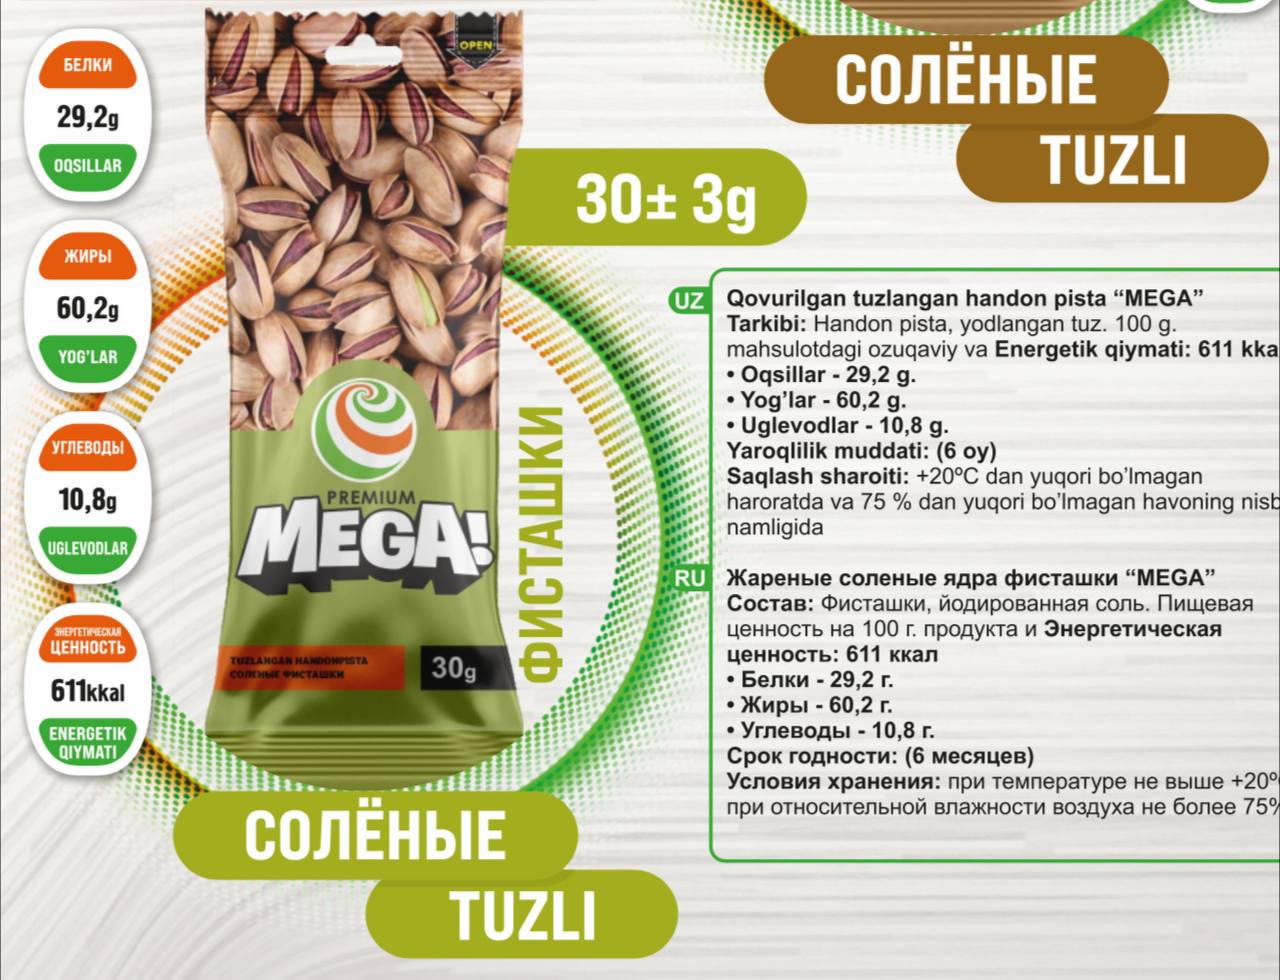 OPEN
БЕЛКИ
29,2g
OQSILLAR
ЖИРЫ
60,2g
YOG’LAR
УГЛЕВОДЫ
10,8g
UGLEVODLAR
ЭНЕРГЕТИЧЕСКАЯ
ЦЕННОСТЬ
611kkal
ENERGETIK
QIYMATI
PREMIUM
MEGA!
TUZLANGAN HANDONPISTA
СОЛЕНЫЕ ФИСТАШКИ
30g
ФИСТАШКИ
30± 3g
СОЛЁНЫЕ
TUZLI
СОЛЁНЫЕ
TUZLI
UZ
Qovurilgan tuzlangan handon pista “MEGA”
Tarkibi: Handon pista, yodlangan tuz. 100 g.
mahsulotdagi ozuqaviy va Energetik qiymati: 611 kka
• Oqsillar - 29,2 g.
• Yog’lar - 60,2 g.
• Uglevodlar - 10,8 g.
Yaroqlilik muddati: (6 oy)
Saqlash sharoiti: +20ºC dan yuqori bo’lmagan
haroratda va 75 % dan yuqori bo’lmagan havoning nisb
namligida
RU
Жареные соленые ядра фисташки “MEGA”
Состав: Фисташки, йодированная соль. Пищевая
ценность на 100 г. продукта и Энергетическая
ценность: 611 ккал
• Белки - 29,2 г.
• Жиры - 60,2 г.
• Углеводы - 10,8 г.
Срок годности: (6 месяцев)
Условия хранения: при температуре не выше +20º
при относительной влажности воздуха не более 75%